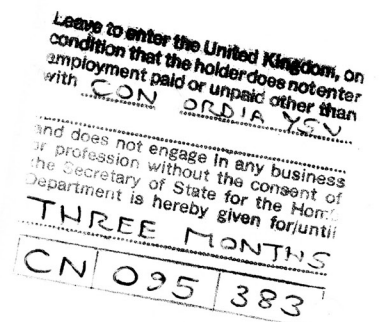 Leave to enter the United Kingdom, on
condition that the holder does not enter
employment paid or unpaid other than
with CON ORDIA
and does not engage in any business
or profession without the consent of
the Secretary of State for the Home
Department is hereby given for/until
THREE MONTHS
CN 095 383